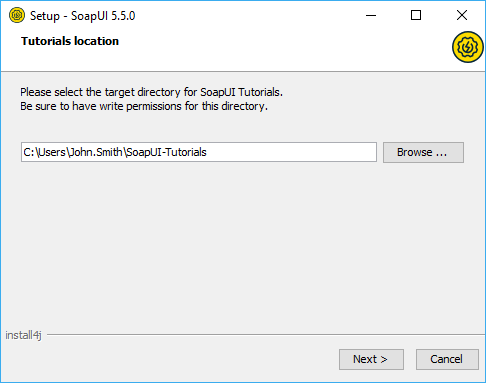 Setup - SoapUI 5.5.0
Tutorials location
Please select the target directory for SoapUI Tutorials.
Be sure to have write permissions for this directory.
C:\Users\John.Smith\SoapUI-Tutorials
Browse ...
install4j
Next >
Cancel